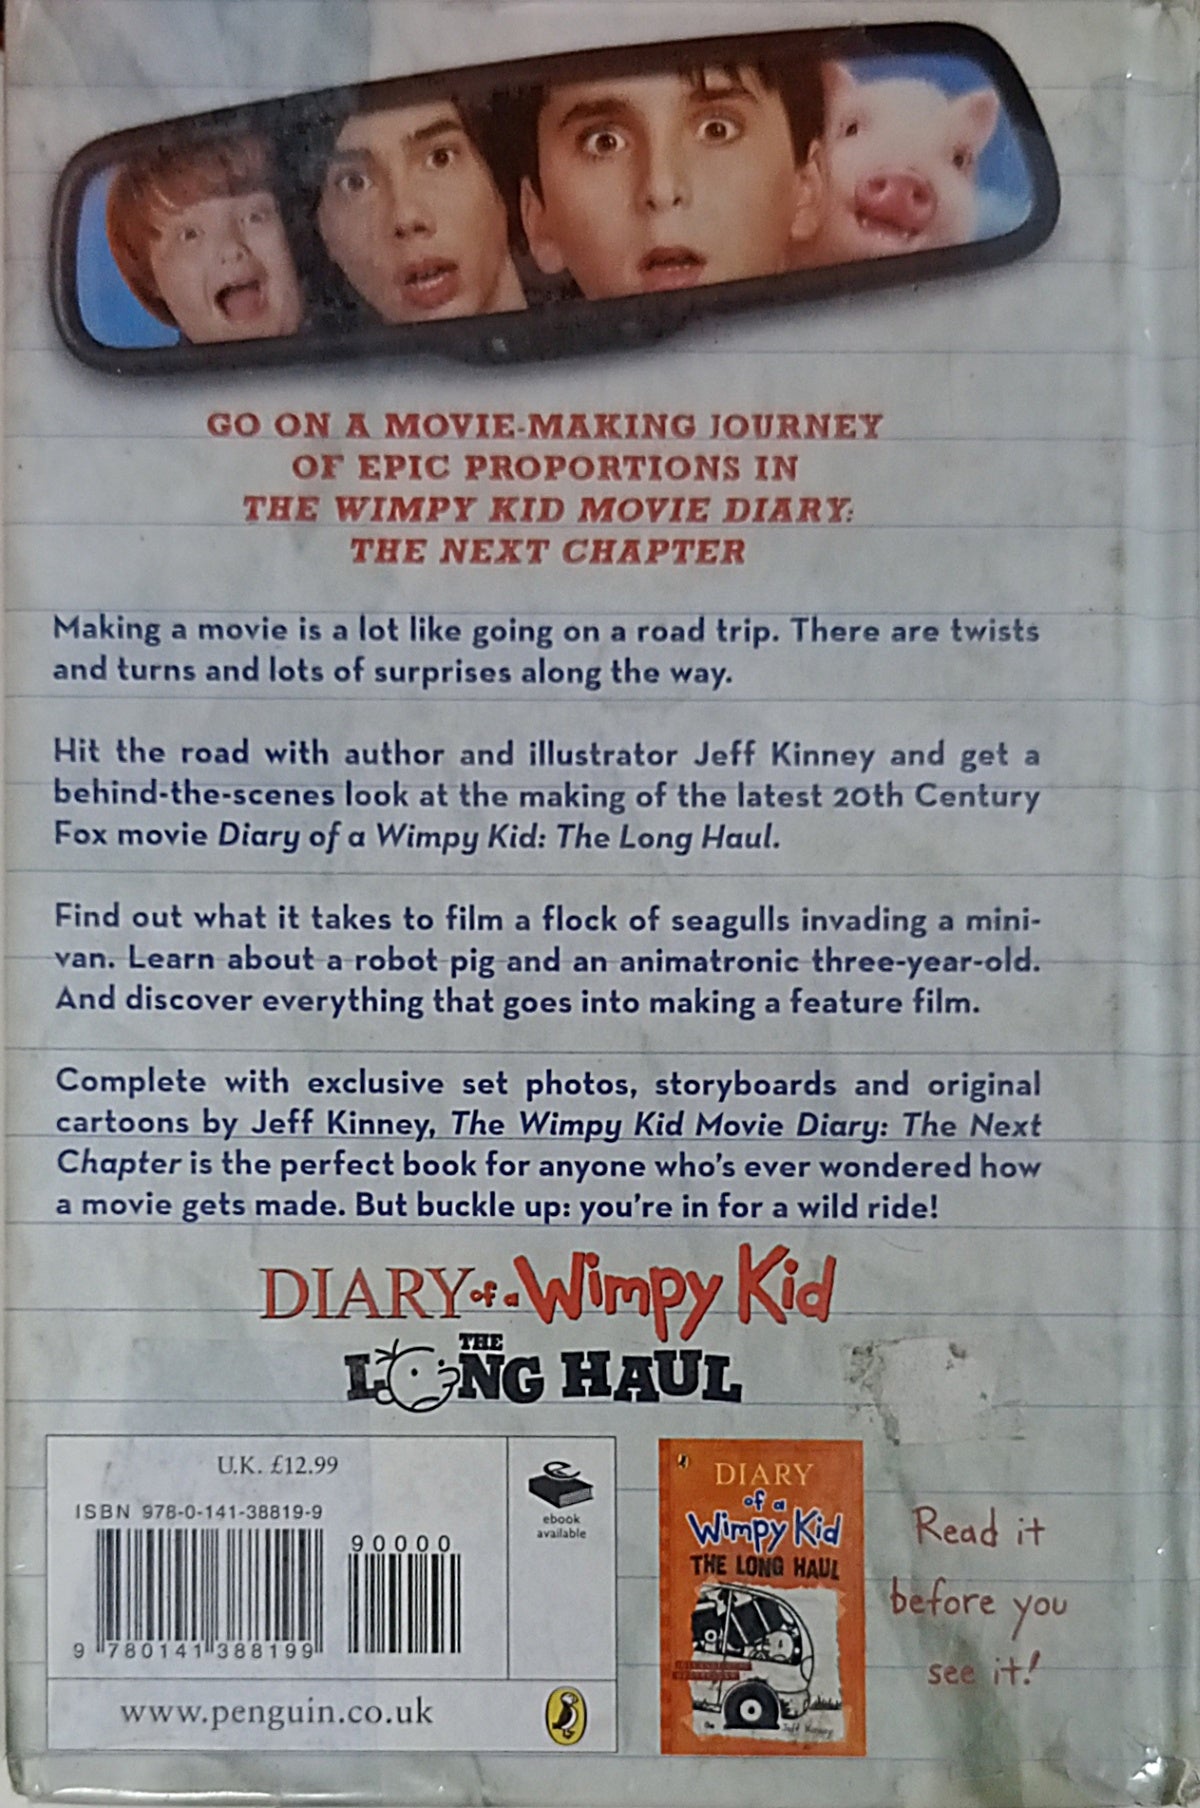 GO ON A MOVIE-MAKING JOURNEY
OF EPIC PROPORTIONS IN
THE WIMPY KID MOVIE DIARY:
THE NEXT CHAPTER
Making a movie is a lot like going on a road trip. There are twists
and turns and lots of surprises along the way.
Hit the road with author and illustrator Jeff Kinney and get a
behind-the-scenes look at the making of the latest 20th Century
Fox movie Diary of a Wimpy Kid: The Long Haul.
Find out what it takes to film a flock of seagulls invading a mini-
van. Learn about a robot pig and an animatronic three-year-old.
And discover everything that goes into making a feature film.
Complete with exclusive set photos, storyboards and original
cartoons by Jeff Kinney, The Wimpy Kid Movie Diary: The Next
Chapter is the perfect book for anyone who's ever wondered how
a movie gets made. But buckle up: you're in for a wild ride!
DIARY of a Wimpy Kid
THE
LONG HAUL
U.K. £12.99
ISBN 978-0-141-38819-9
90000
9 780141 388199
ebook
available
www.penguin.co.uk
DIARY
of a
Wimpy Kid
THE LONG HAUL
Jeff Kinney
Read it
before you
see it!